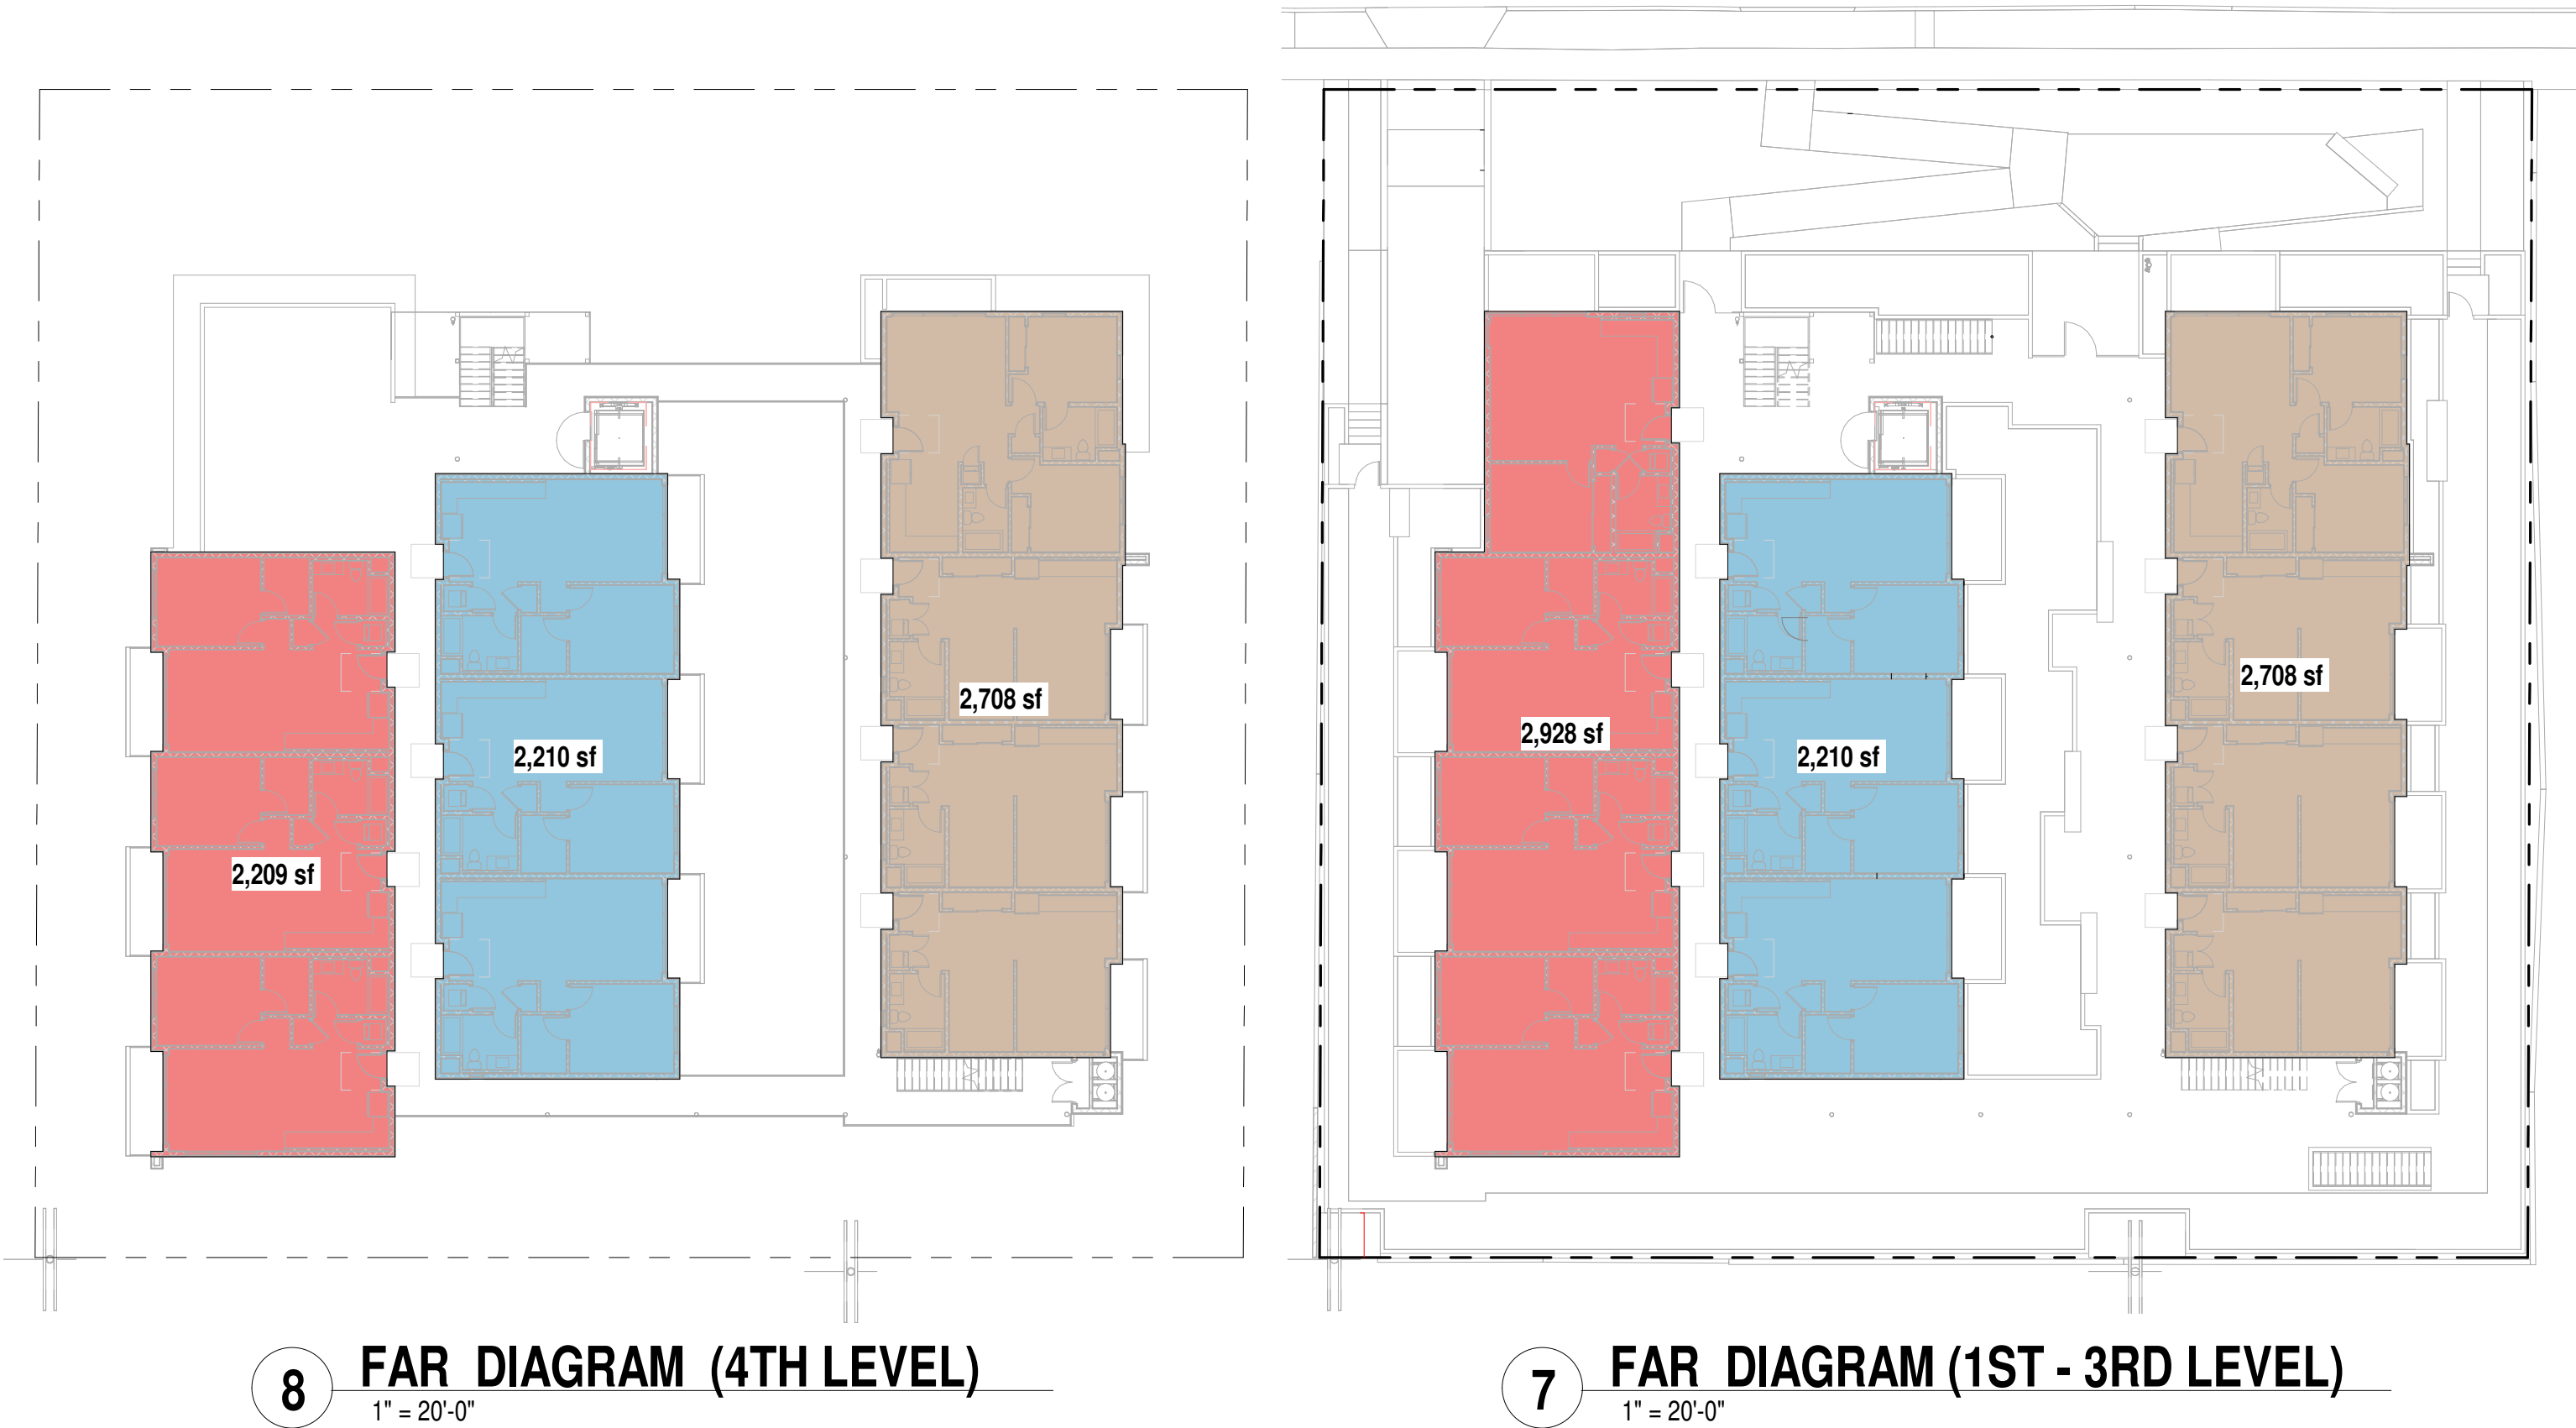 2,708 sf
2,210 sf
2,209 sf
2,708 sf
2,928 sf
2,210 sf
8
FAR DIAGRAM (4TH LEVEL)
1" = 20'-0"
7
FAR DIAGRAM (1ST - 3RD LEVEL)
1" = 20'-0"